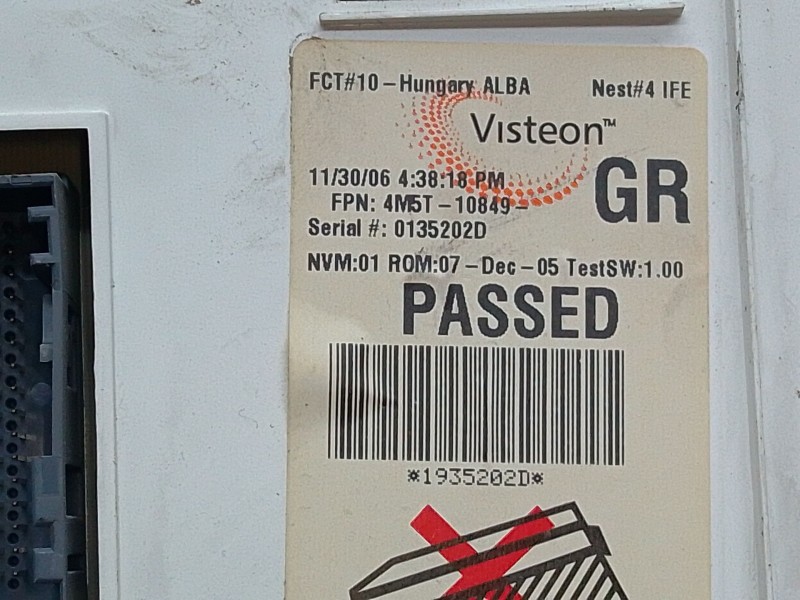 FCT#10-Hungary ALBA Nest#4 IFE
Visteon™
11/30/06 4:38:18 PM GR
FPN: 4M5T-10849-
Serial #: 0135202D
NVM:01 ROM:07-Dec-05 TestSW:1.00
PASSED
*1935202D*